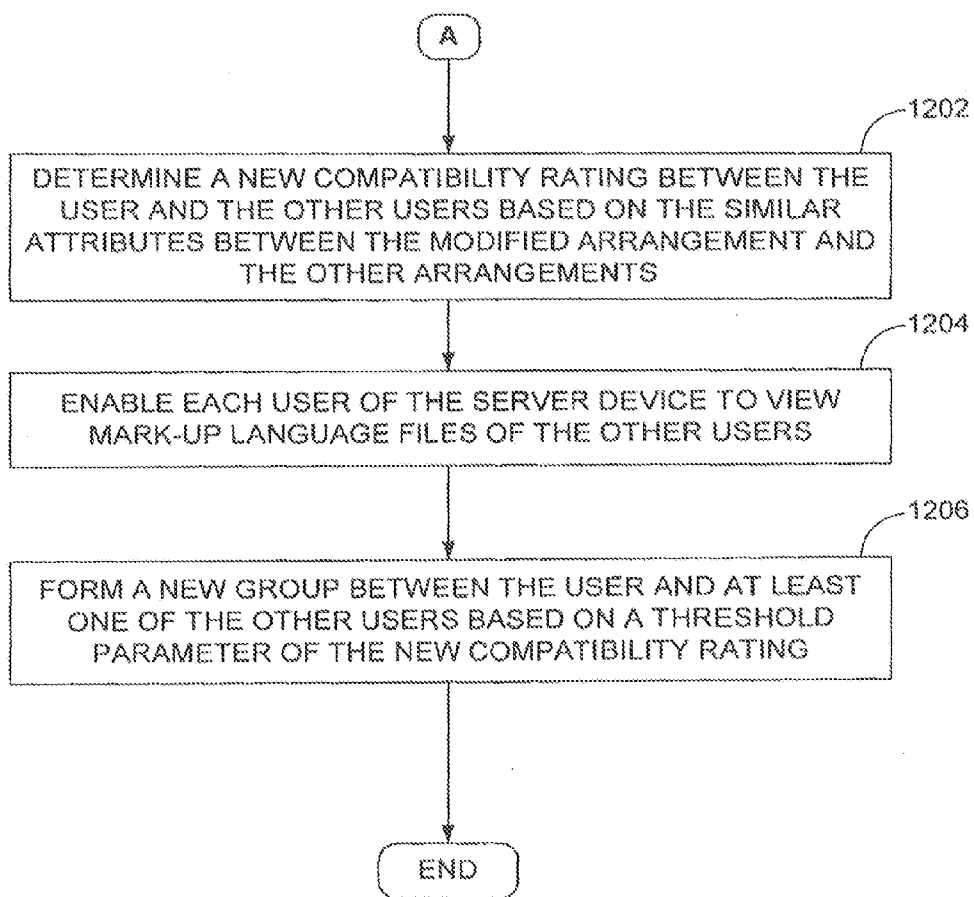 A
1202
DETERMINE A NEW COMPATIBILITY RATING BETWEEN THE
USER AND THE OTHER USERS BASED ON THE SIMILAR
ATTRIBUTES BETWEEN THE MODIFIED ARRANGEMENT AND
THE OTHER ARRANGEMENTS
1204
ENABLE EACH USER OF THE SERVER DEVICE TO VIEW
MARK-UP LANGUAGE FILES OF THE OTHER USERS
1206
FORM A NEW GROUP BETWEEN THE USER AND AT LEAST
ONE OF THE OTHER USERS BASED ON A THRESHOLD
PARAMETER OF THE NEW COMPATIBILITY RATING
END